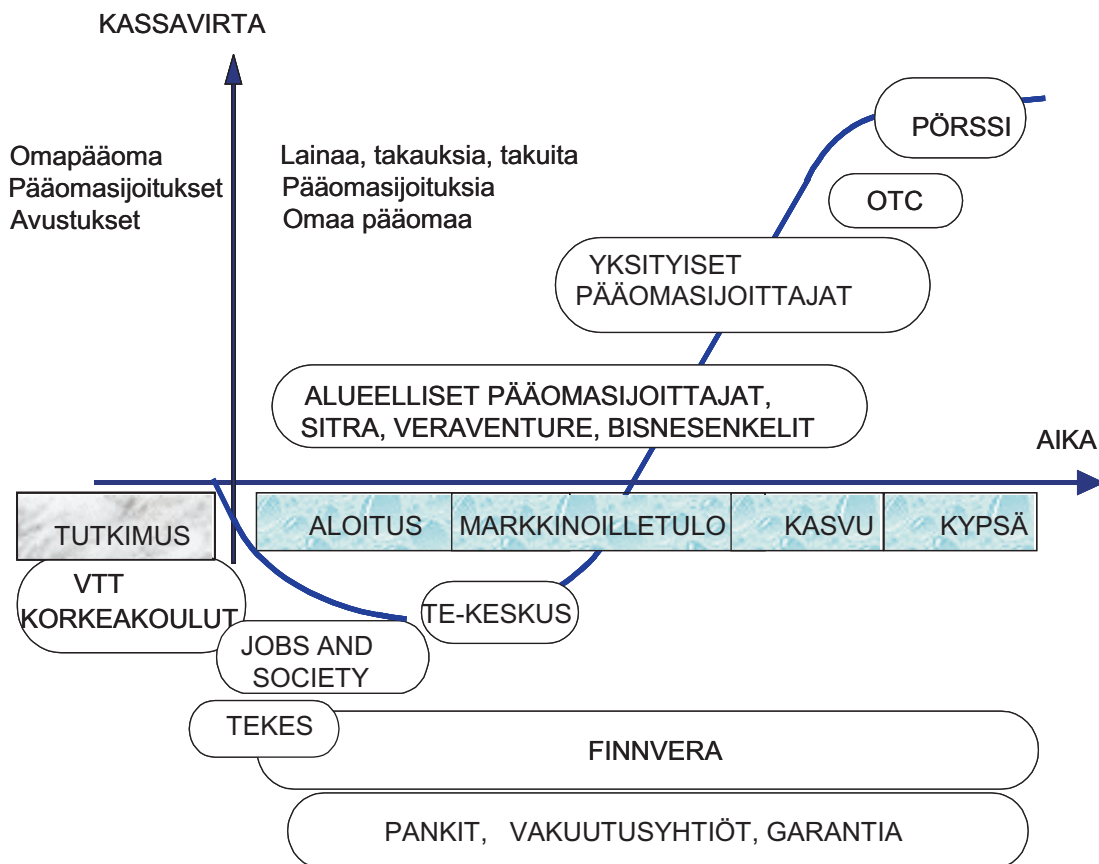 KASSAVIRTA
Omapääoma
Pääomasijoitukset
Avustukset
Lainaa, takauksia, takuita
Pääomasijoituksia
Omaa pääomaa
PÖRSSI
OTC
YKSITYISET
PÄÄOMASIJOITTAJAT
ALUEELLISET PÄÄOMASIJOITTAJAT,
SITRA, VERAVENTURE, BISNESENKELIT
AIKA
TUTKIMUS
ALOITUS
MARKKINOILLETULO
KASVU
KYPSÄ
VTT
KORKEAKOULUT
TE-KESKUS
JOBS AND
SOCIETY
TEKES
FINNVERA
PANKIT, VAKUUTUSYHTIÖT, GARANTIA